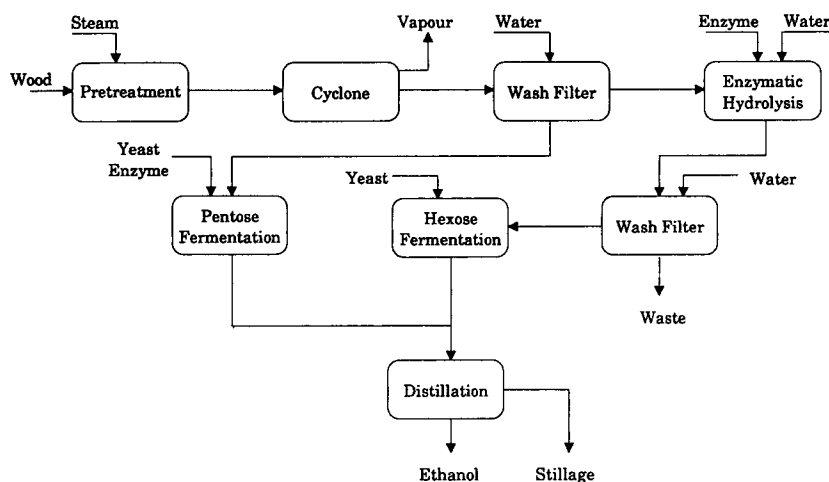 Steam
Vapour
Water
Enzyme
Water
Wood
Pretreatment
Cyclone
Wash Filter
Enzymatic
Hydrolysis
Yeast
Enzyme
Yeast
Water
Pentose
Fermentation
Hexose
Fermentation
Wash Filter
Waste
Distillation
Ethanol
Stillage